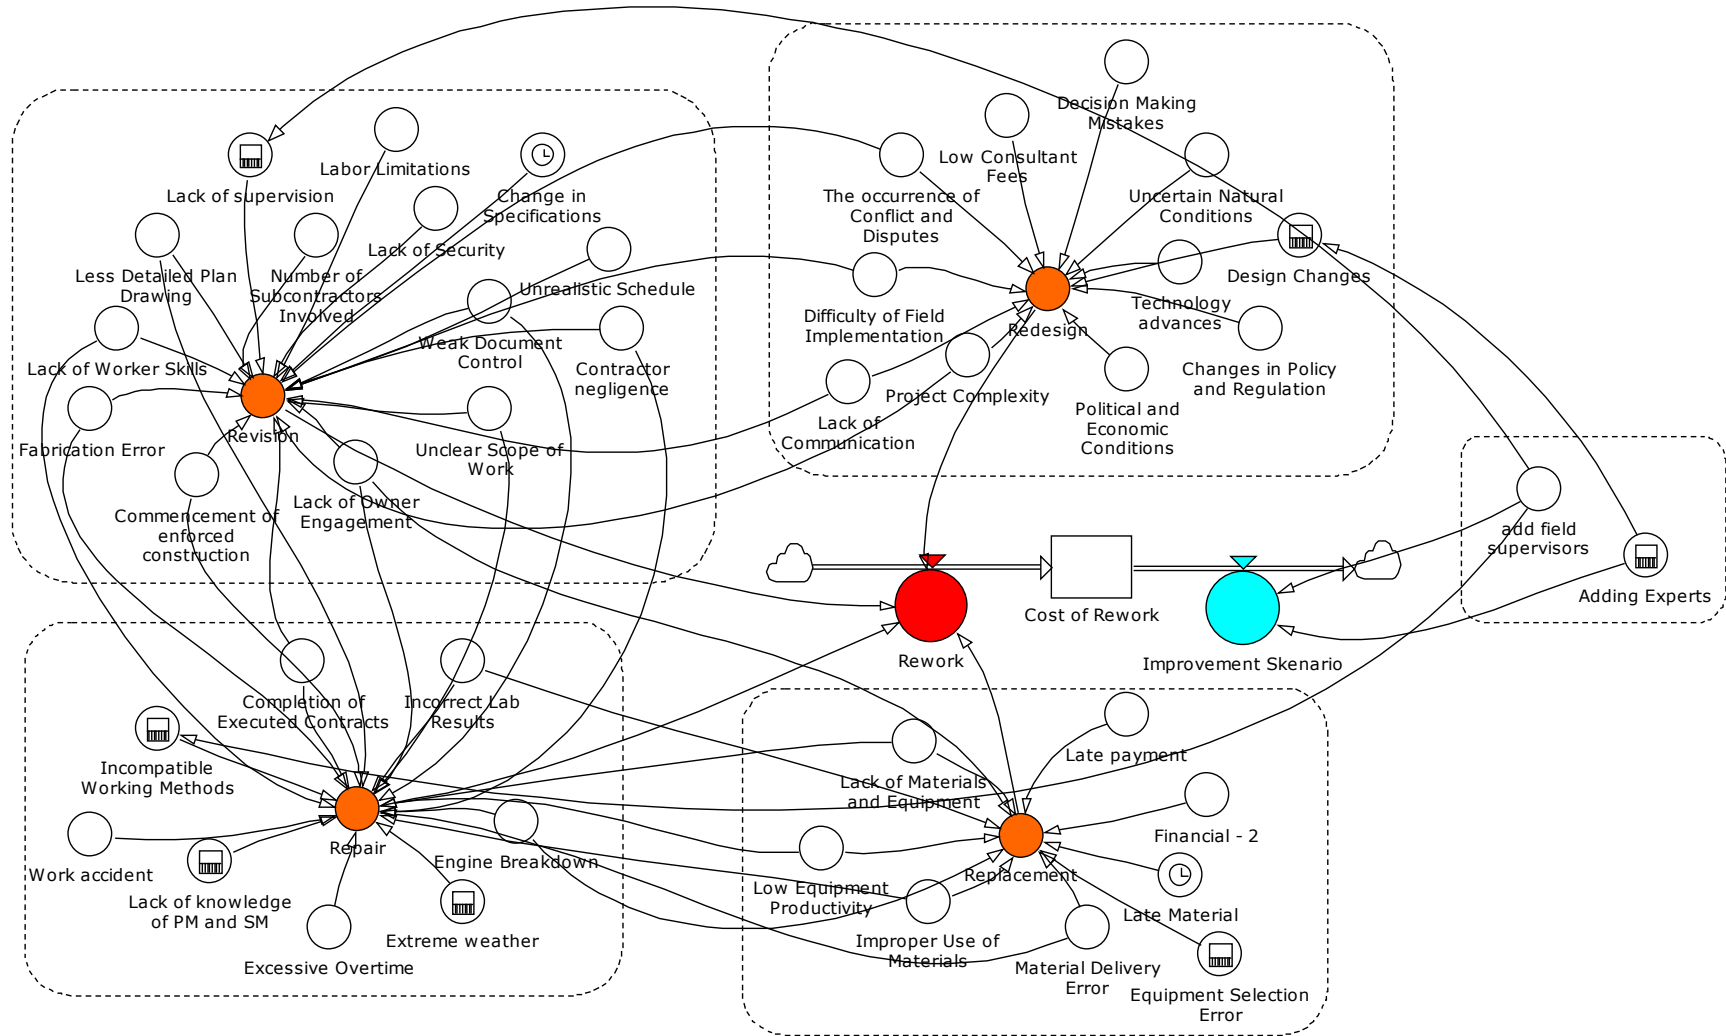 Lack of supervision
Labor Limitations
Change in
Specifications
Lack of Security
Less Detailed Plan
Drawing
Number of
Subcontractors
Involved
Unrealistic Schedule
Weak Document
Control
Contractor
negligence
Lack of Worker Skills
Revision
Fabrication Error
Unclear Scope of
Work
Commencement of
enforced
construction
Lack of Owner
Engagement
Decision Making
Mistakes
Low Consultant
Fees
The occurrence of
Conflict and
Disputes
Uncertain Natural
Conditions
Design Changes
Technology
advances
Difficulty of Field
Implementation
Redesign
Changes in Policy
and Regulation
Project Complexity
Lack of
Communication
Political and
Economic
Conditions
add field
supervisors
Adding Experts
Cost of Rework
Rework
Improvement Skenario
Completion of
Executed Contracts
Incorrect Lab
Results
Incompatible
Working Methods
Repair
Work accident
Engine Breakdown
Lack of knowledge
of PM and SM
Extreme weather
Excessive Overtime
Late payment
Lack of Materials
and Equipment
Financial - 2
Replacement
Low Equipment
Productivity
Late Material
Improper Use of
Materials
Material Delivery
Error
Equipment Selection
Error